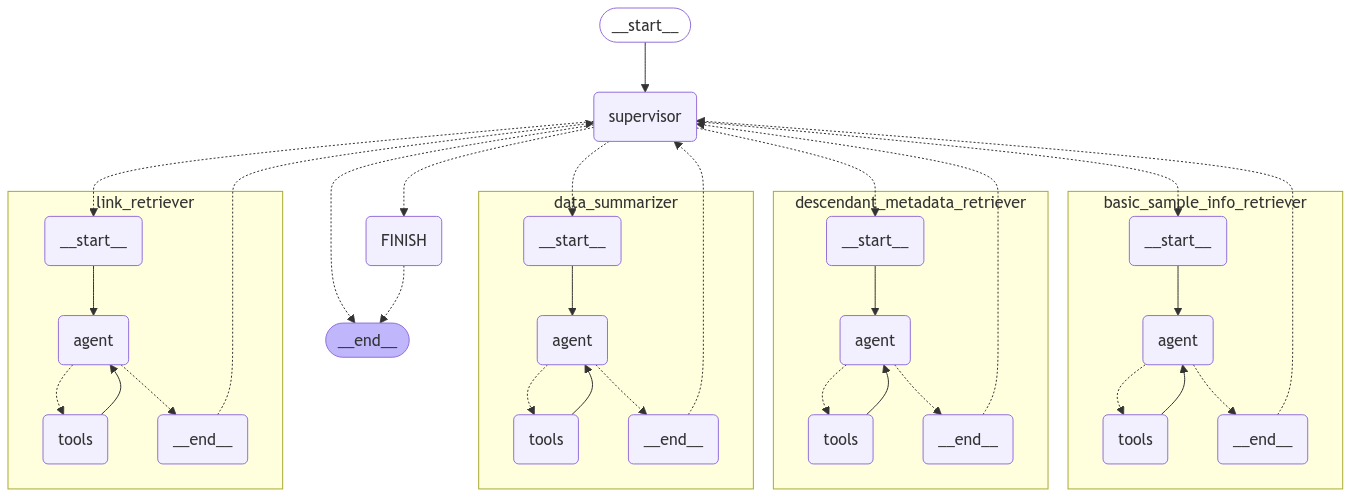 __start__
supervisor
link_retriever
data_summarizer
descendant_metadata_retriever
basic_sample_info_retriever
__start__
FINISH
__start__
__start__
__start__
agent
__end__
agent
agent
agent
tools
__end__
tools
__end__
tools
__end__
tools
__end__